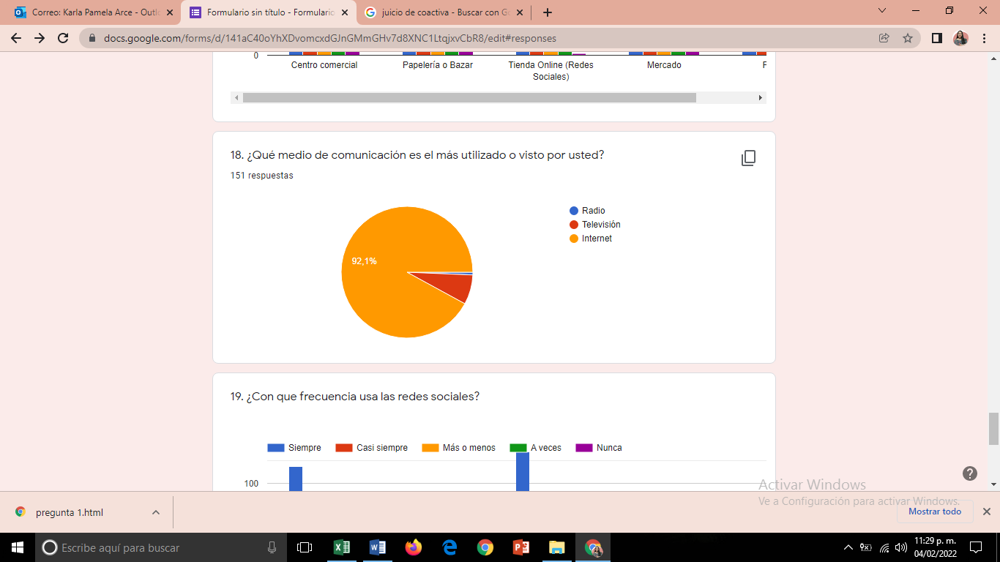 Correo: Karla Pamela Arce - Outl
Formulario sin título - Formulario
juicio de coactiva - Buscar con G
docs.google.com/forms/d/141aC40oYhXDvomcxdGJnGMmGHv7d8XNC1LtqjxvCbR8/edit#responses
0
Centro comercial
Papelería o Bazar
Tienda Online (Redes
Sociales)
Mercado
18. ¿Qué medio de comunicación es el más utilizado o visto por usted?
151 respuestas
Radio
Televisión
Internet
92,1%
19. ¿Con que frecuencia usa las redes sociales?
Siempre
Casi siempre
Más o menos
A veces
Nunca
100
Activar Windows
Ve a Configuración para activar Windows.
pregunta 1.html
Mostrar todo
Escribe aquí para buscar
11:29 p. m.
04/02/2022